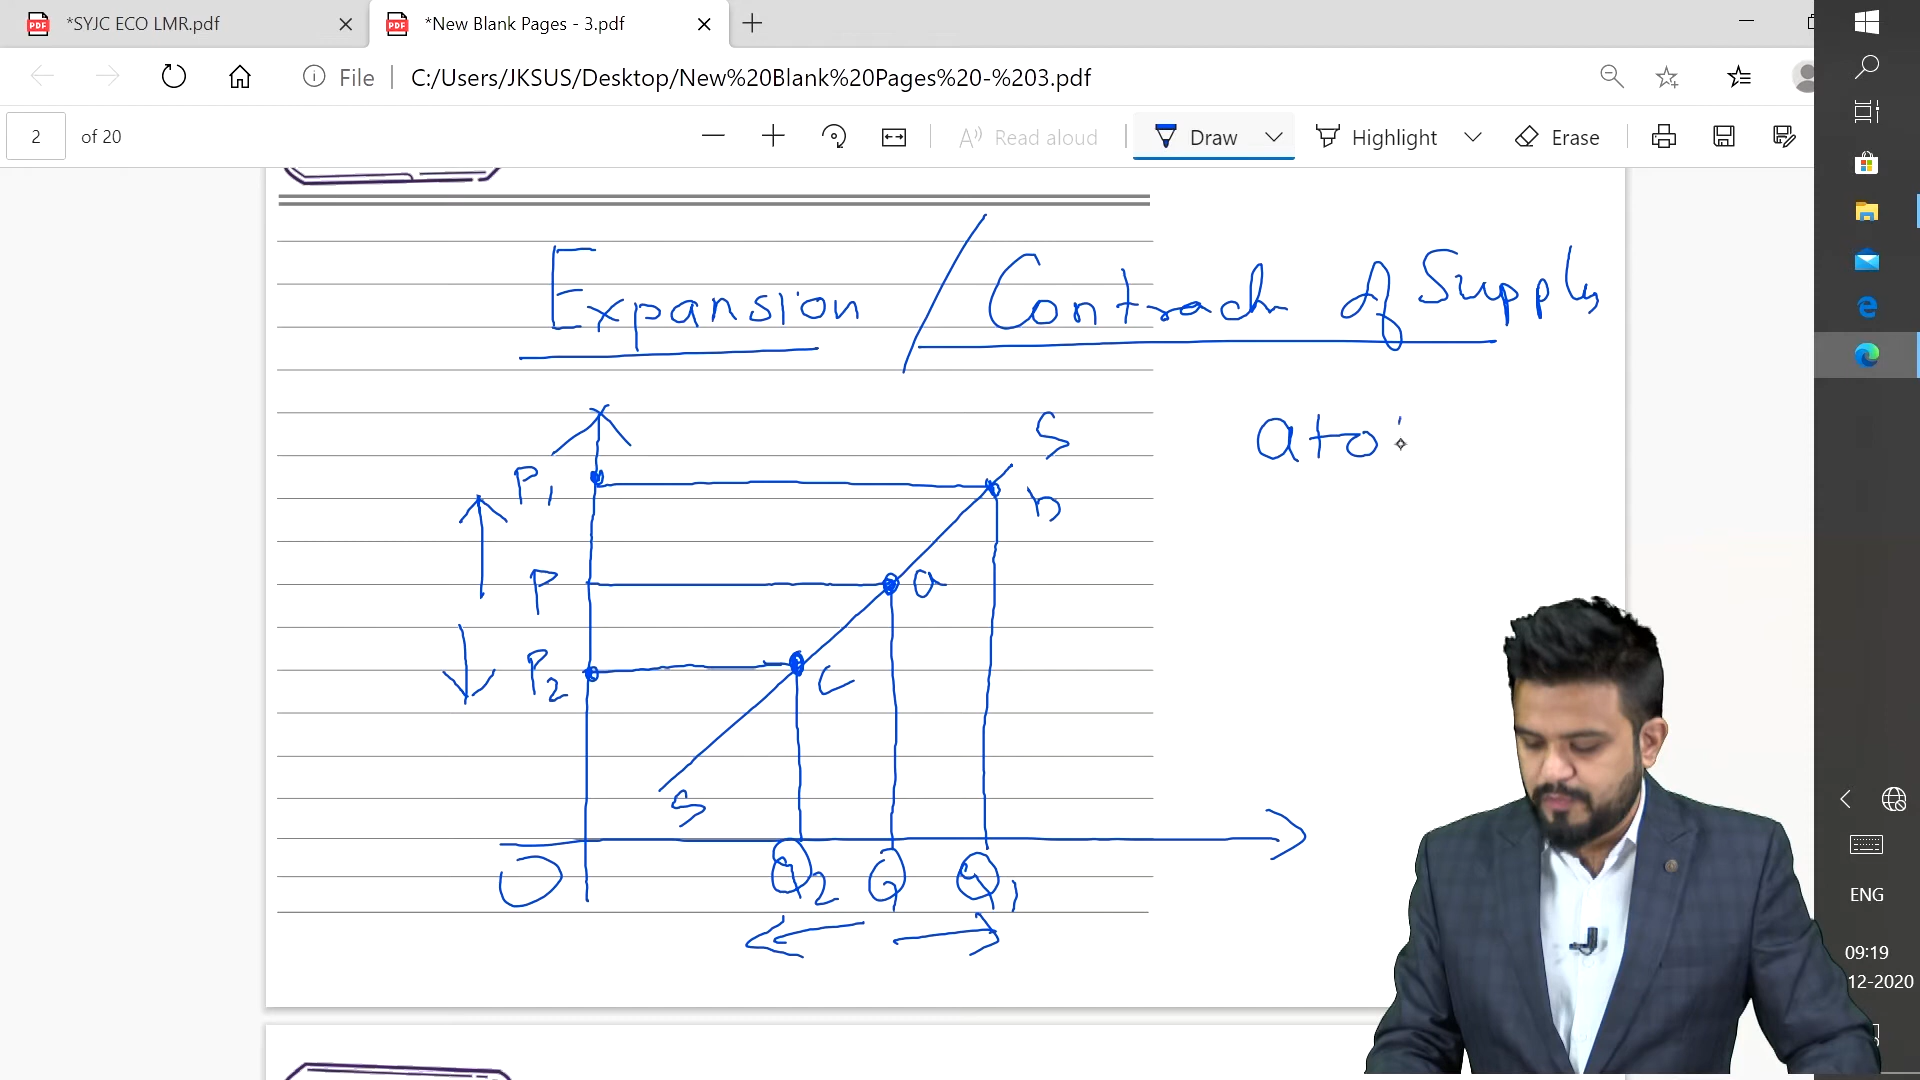 *SYJC ECO LMR.pdf
*New Blank Pages - 3.pdf
File
C:/Users/JKSUS/Desktop/New%20Blank%20Pages%20-%203.pdf
2 of 20
Read aloud
Draw
Highlight
Erase
Expansion / Contrach of Supply
S
a to
P1
b
P
a
P2
c
S
O
Q2 Q Q1
ENG
09:19
12-2020